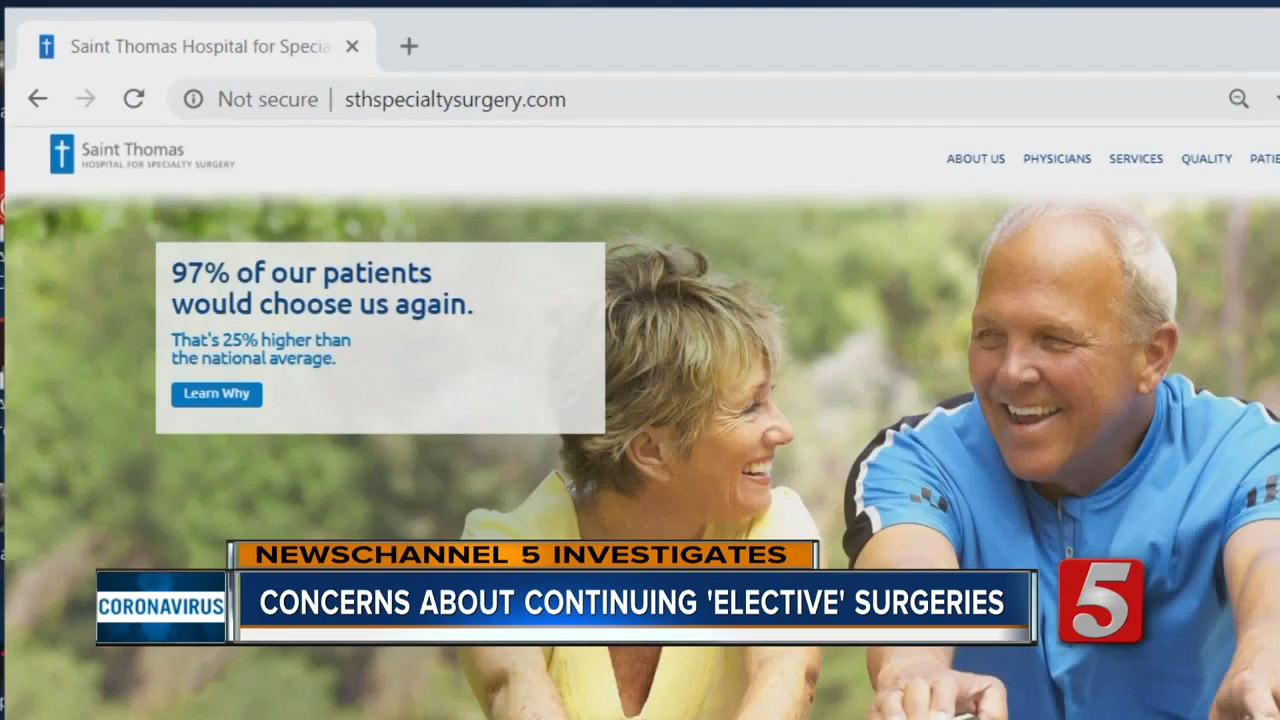 Saint Thomas Hospital for Specia
Not secure | sthspecialtysurgery.com
Saint Thomas
HOSPITAL FOR SPECIALTY SURGERY
ABOUT US PHYSICIANS SERVICES QUALITY PATIE
97% of our patients
would choose us again.
That's 25% higher than
the national average.
Learn Why
NEWSCHANNEL 5 INVESTIGATES
CORONAVIRUS
CONCERNS ABOUT CONTINUING 'ELECTIVE' SURGERIES
5